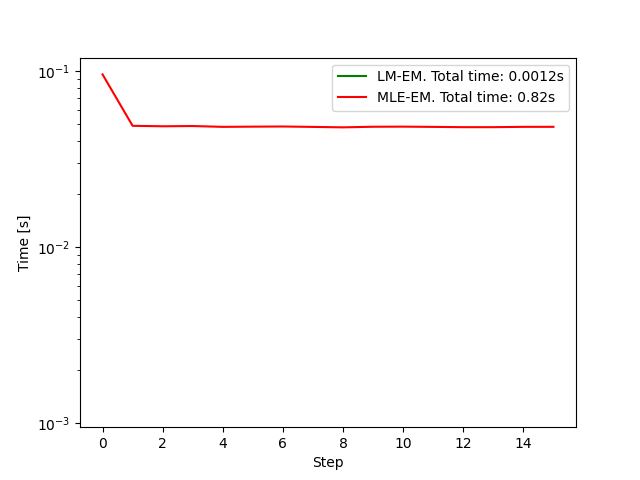 LM-EM. Total time: 0.0012s
MLE-EM. Total time: 0.82s
10⁻¹
10⁻²
10⁻³
Time [s]
0 2 4 6 8 10 12 14
Step